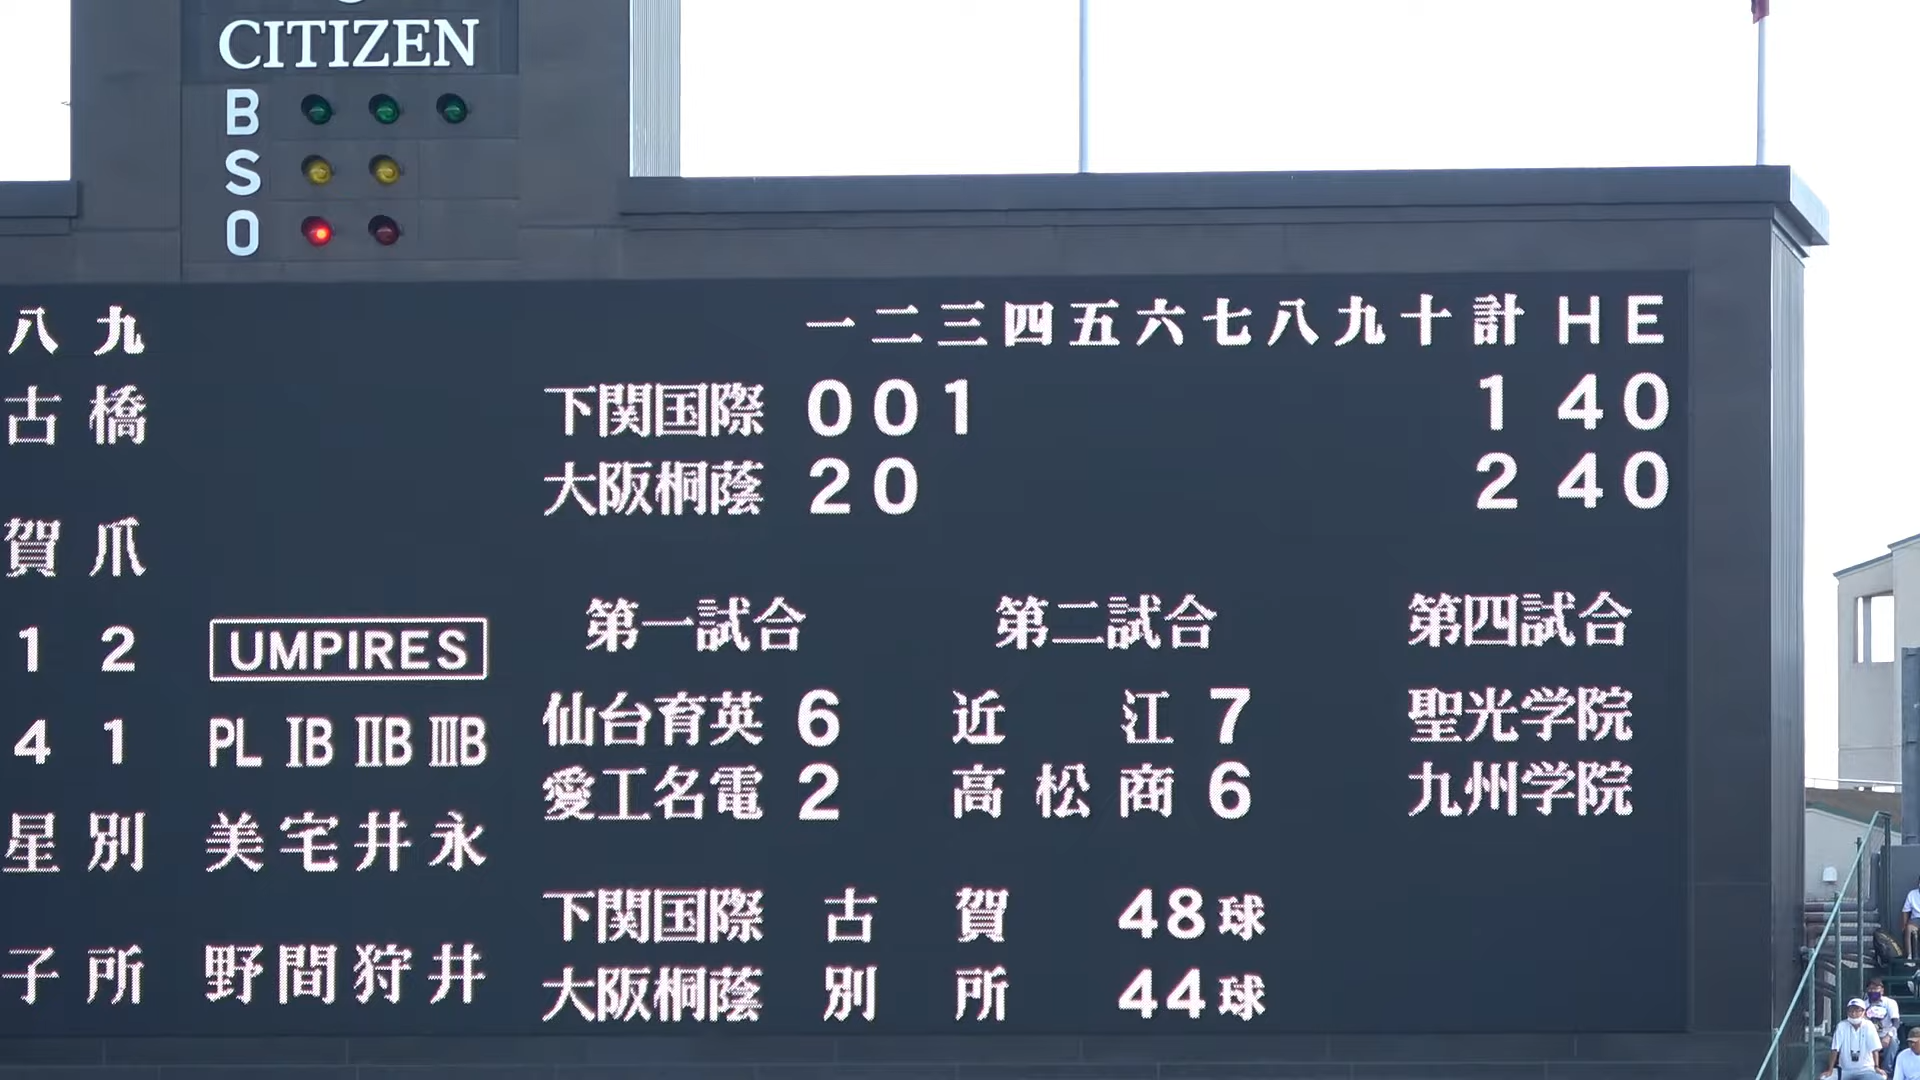 CITIZEN
B
S
O
八 九 一 二 三 四 五 六 七 八 九 十 計 H E
古 橋 下関国際 0 0 1 1 4 0
大阪桐蔭 2 0 2 4 0
賀 爪
第一試合 第二試合 第四試合
1 2 UMPIRES
仙台育英 6 近江 7 聖光学院
4 1 PL IB IIB IIIB
愛工名電 2 高松商 6 九州学院
星 別 美 宅 井 永
下関国際 古賀 48球
子 所 野 間 狩 井
大阪桐蔭 別所 44球